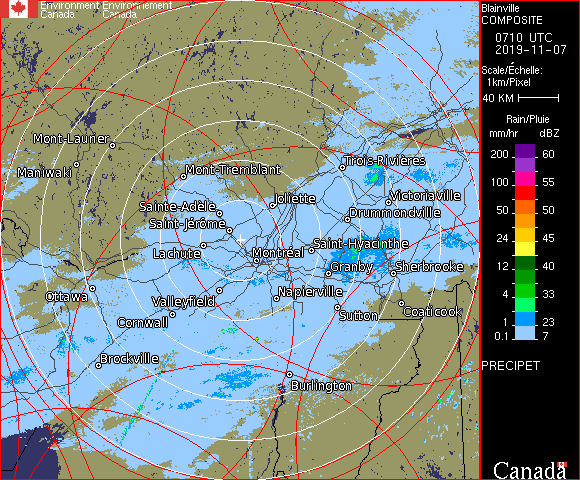 Environment Environnement
Canada Canada
Blainville
COMPOSITE
0710 UTC
2019-11-07
Scale/Échelle:
1km/Pixel
40 KM
Rain/Pluie
mm/hr dBZ
200 60
100 55
50 50
24 45
12 40
4 33
1 23
0.1 7
PRECIPET
Canada
Mont-Laurier
Maniwaki
Mont-Tremblant
Trois-Rivières
Joliette
Victoriaville
Sainte-Adèle
Drummondville
Saint-Jérôme
Saint-Hyacinthe
Lachute
Montréal
Granby
Sherbrooke
Ottawa
Valleyfield
Napierville
Coaticook
Sutton
Cornwall
Brockville
Burlington